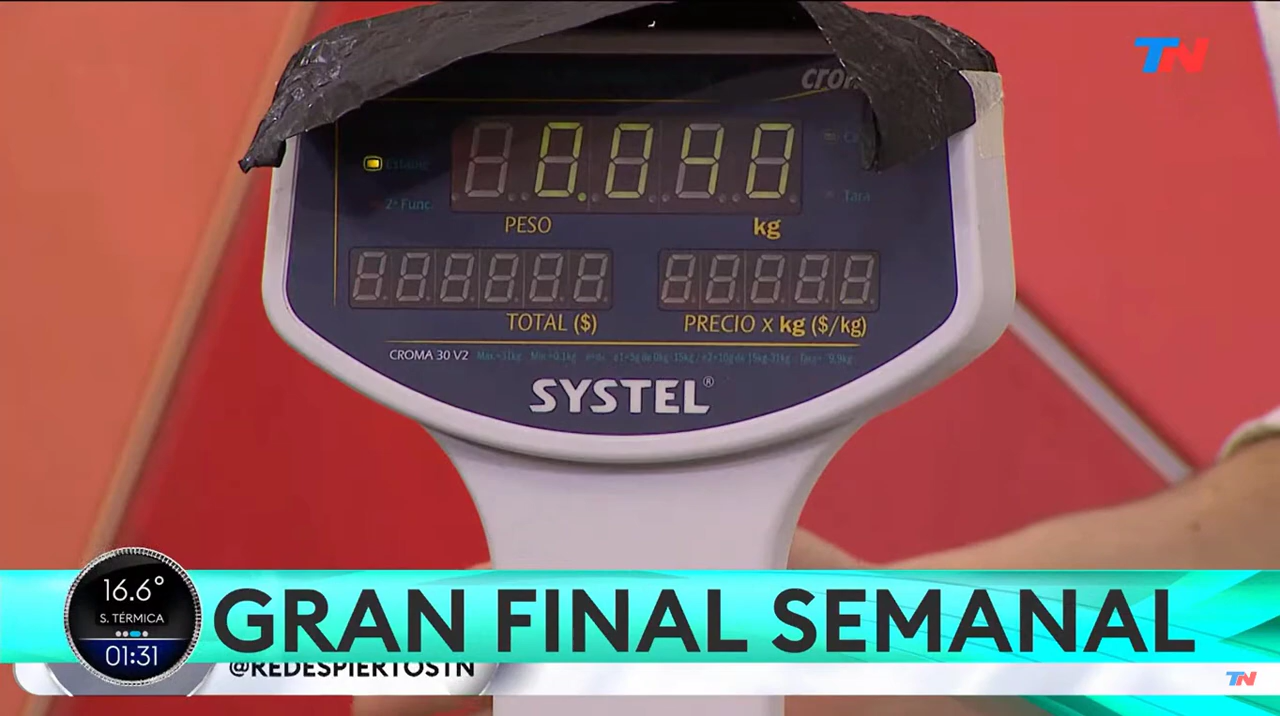 TN
cro
0.040
2ª Func.
Tara
PESO
kg
TOTAL ($)
PRECIO x kg ($/kg)
CROMA 30 V2
SYSTEL®
16.6°
S. TÉRMICA
01:31
GRAN FINAL SEMANAL
@REDESPIERTOSTN
TN